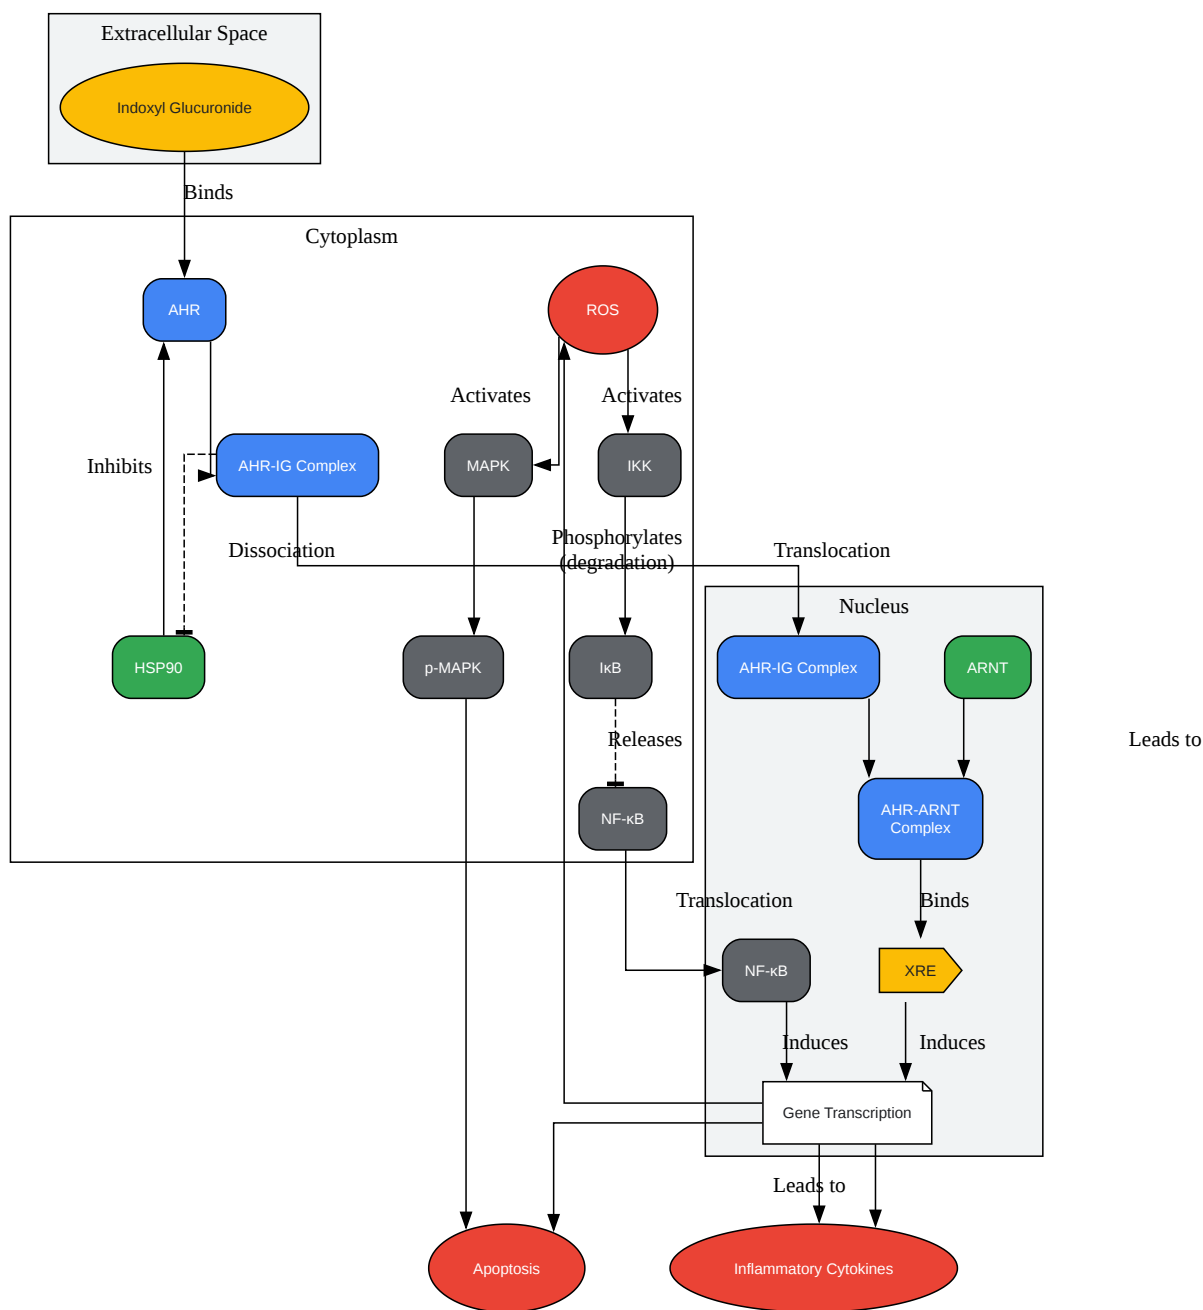 Extracellular Space
Indoxyl Glucuronide
Binds
Cytoplasm
AHR
ROS
Activates
Activates
Inhibits
AHR-IG Complex
MAPK
IKK
Phosphorylates
(degradation)
Dissociation
Translocation
Nucleus
HSP90
p-MAPK
IκB
AHR-IG Complex
ARNT
Releases
Leads to
NF-κB
AHR-ARNT
Complex
Translocation
Binds
NF-κB
XRE
Induces
Induces
Gene Transcription
Leads to
Apoptosis
Inflammatory Cytokines